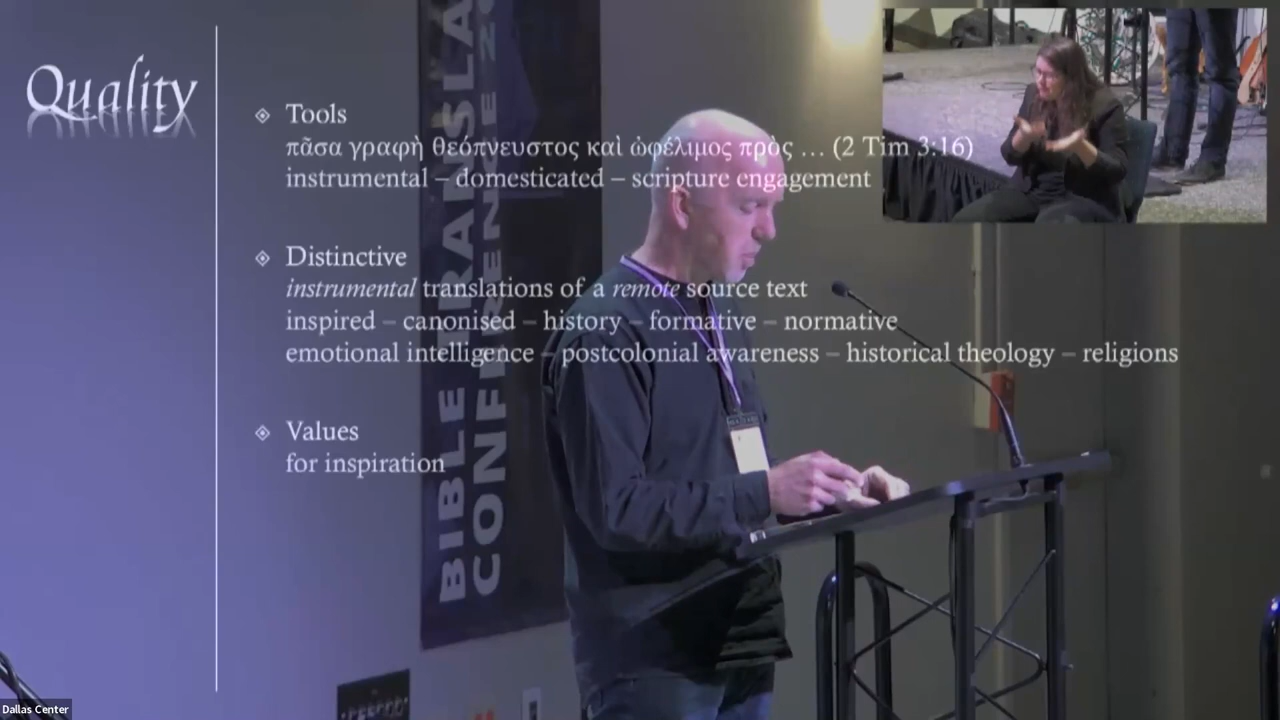 Quality
Tools
πᾶσα γραφὴ θεόπνευστος καὶ ὠφέλιμος πρὸς … (2 Tim 3:16)
instrumental – domesticated – scripture engagement
Distinctive
instrumental translations of a remote source text
inspired – canonised – history – formative – normative
emotional intelligence – postcolonial awareness – historical theology – religions
Values
for inspiration
BIBLE TRANSLA
CONFERENCE 2
Dallas Center